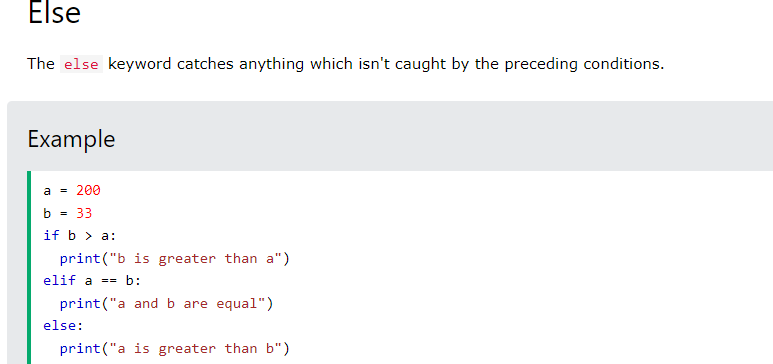 Else
The else keyword catches anything which isn't caught by the preceding conditions.
Example
a = 200
b = 33
if b > a:
  print("b is greater than a")
elif a == b:
  print("a and b are equal")
else:
  print("a is greater than b")